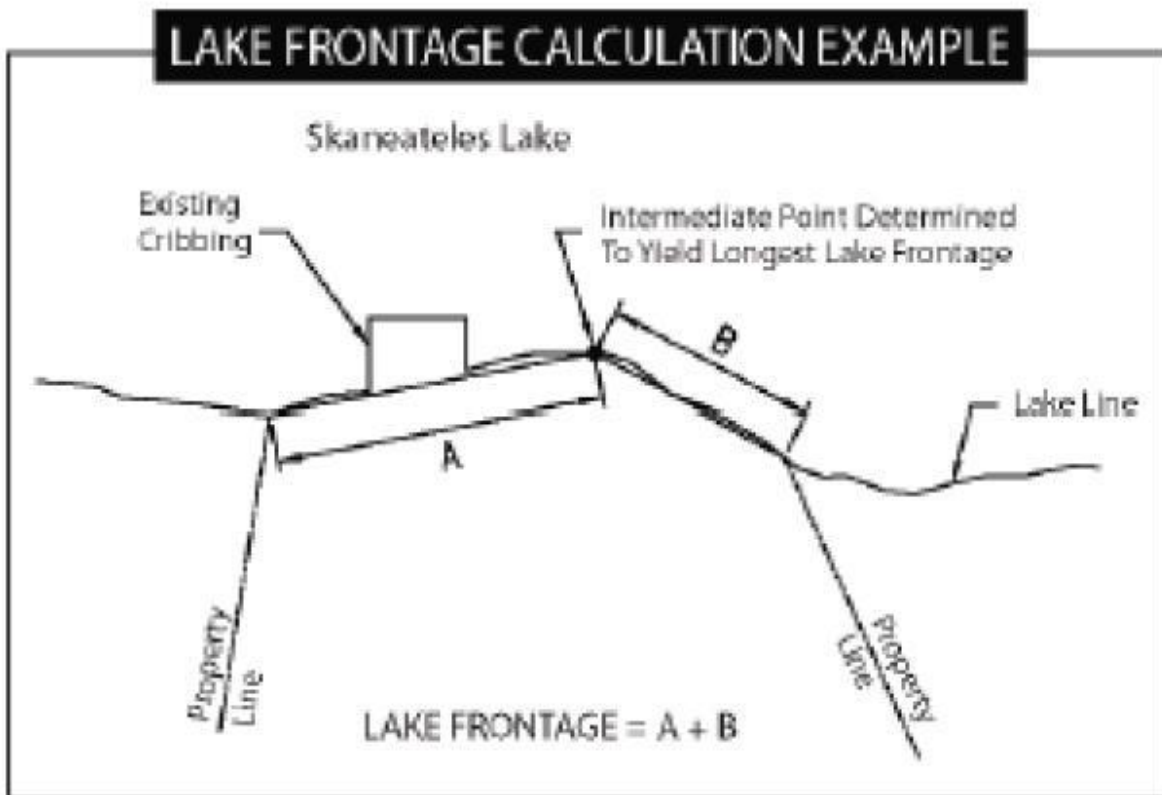 LAKE FRONTAGE CALCULATION EXAMPLE
Skaneateles Lake
Existing
Cribbing
Intermediate Point Determined
To Yield Longest Lake Frontage
B
A
Lake Line
Property
Line
Property
Line
LAKE FRONTAGE = A + B